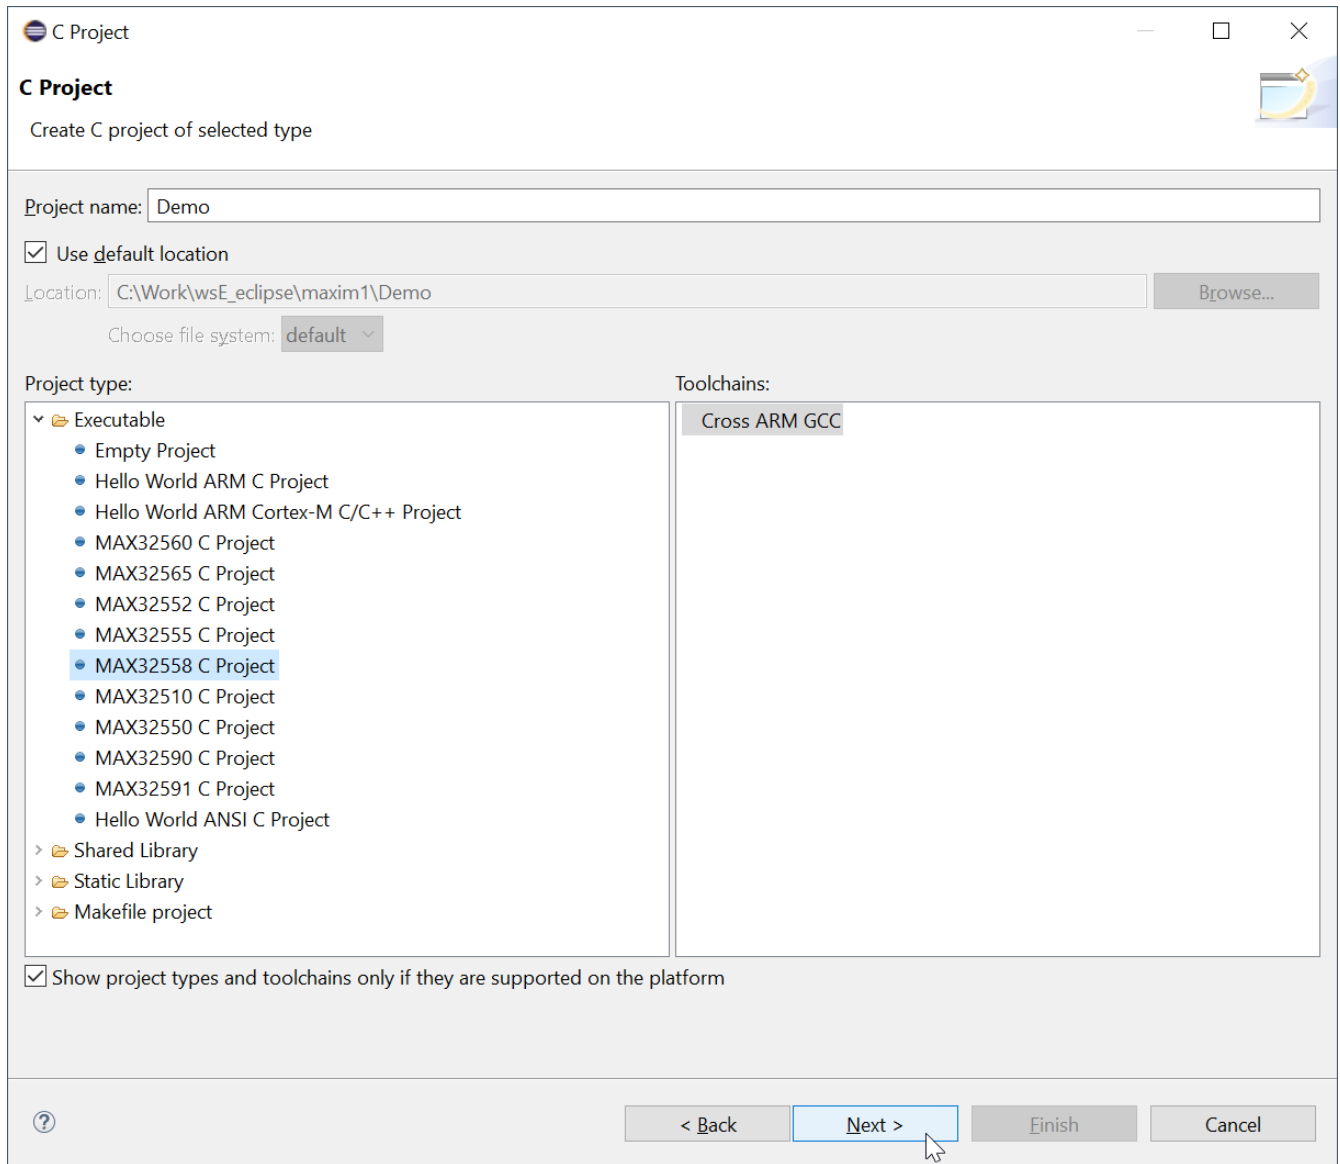 C Project
C Project
Create C project of selected type
Project name: Demo
Use default location
Location: C:\Work\wsE_eclipse\maxim1\Demo Browse...
Choose file system: default
Project type: Toolchains:
Executable Cross ARM GCC
Empty Project
Hello World ARM C Project
Hello World ARM Cortex-M C/C++ Project
MAX32560 C Project
MAX32565 C Project
MAX32552 C Project
MAX32555 C Project
MAX32558 C Project
MAX32510 C Project
MAX32550 C Project
MAX32590 C Project
MAX32591 C Project
Hello World ANSI C Project
Shared Library
Static Library
Makefile project
Show project types and toolchains only if they are supported on the platform
? < Back Next > Finish Cancel